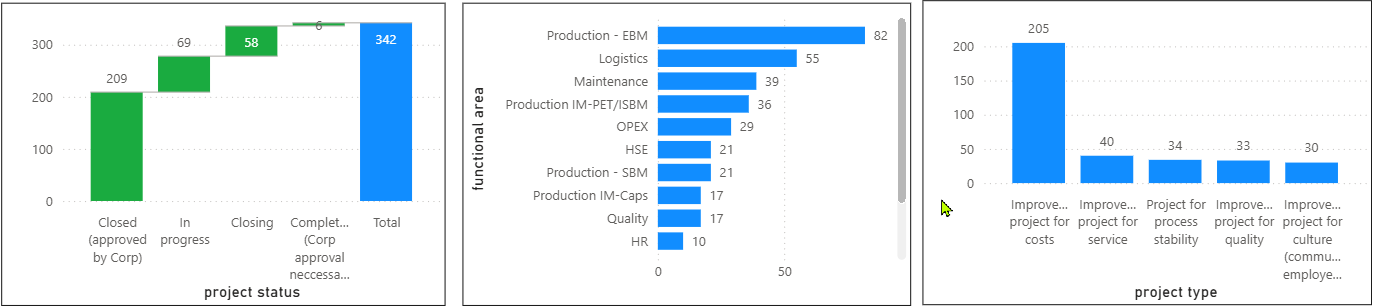 300
200
100
0
209
69
58
6
342
Closed
(approved
by Corp)
In
progress
Closing
Complet...
(Corp
approval
neccessa...
Total
project status
functional area
Production - EBM 82
Logistics 55
Maintenance 39
Production IM-PET/ISBM 36
OPEX 29
HSE 21
Production - SBM 21
Production IM-Caps 17
Quality 17
HR 10
0 50
200
150
100
50
0
205
40
34
33
30
Improve...
project for
costs
Improve...
project for
service
Project for
process
stability
Improve...
project for
quality
Improve...
project for
culture
(commu...
employe...
project type